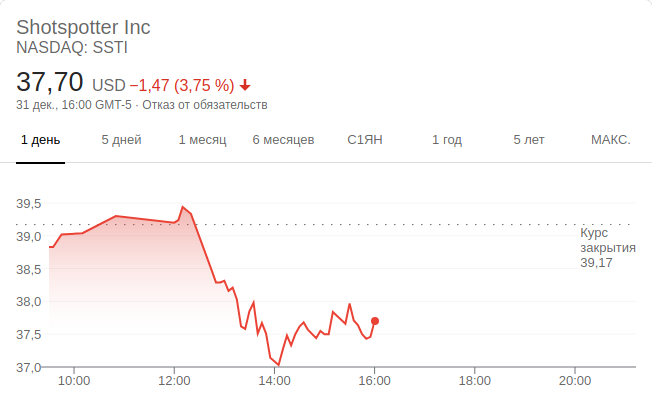 Shotspotter Inc
NASDAQ: SSTI
37,70 USD −1,47 (3,75 %)
31 дек., 16:00 GMT-5 · Отказ от обязательств
1 день 5 дней 1 месяц 6 месяцев С1ЯН 1 год 5 лет МАКС.
39,5
39,0
38,5
38,0
37,5
37,0
Курс
закрытия
39,17
10:00 12:00 14:00 16:00 18:00 20:00